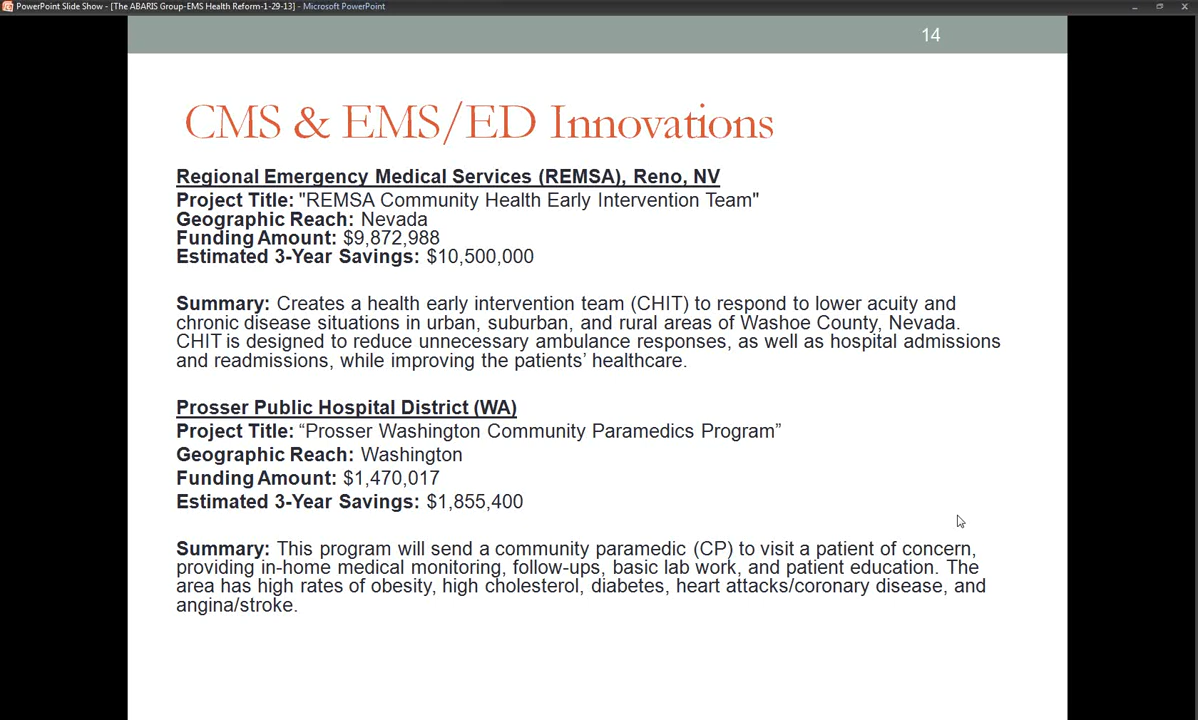 PowerPoint Slide Show - [The ABARIS Group-EMS Health Reform-1-29-13] - Microsoft PowerPoint
14
CMS & EMS/ED Innovations
Regional Emergency Medical Services (REMSA), Reno, NV
Project Title: "REMSA Community Health Early Intervention Team"
Geographic Reach: Nevada
Funding Amount: $9,872,988
Estimated 3-Year Savings: $10,500,000
Summary: Creates a health early intervention team (CHIT) to respond to lower acuity and
chronic disease situations in urban, suburban, and rural areas of Washoe County, Nevada.
CHIT is designed to reduce unnecessary ambulance responses, as well as hospital admissions
and readmissions, while improving the patients’ healthcare.
Prosser Public Hospital District (WA)
Project Title: “Prosser Washington Community Paramedics Program”
Geographic Reach: Washington
Funding Amount: $1,470,017
Estimated 3-Year Savings: $1,855,400
Summary: This program will send a community paramedic (CP) to visit a patient of concern,
providing in-home medical monitoring, follow-ups, basic lab work, and patient education. The
area has high rates of obesity, high cholesterol, diabetes, heart attacks/coronary disease, and
angina/stroke.